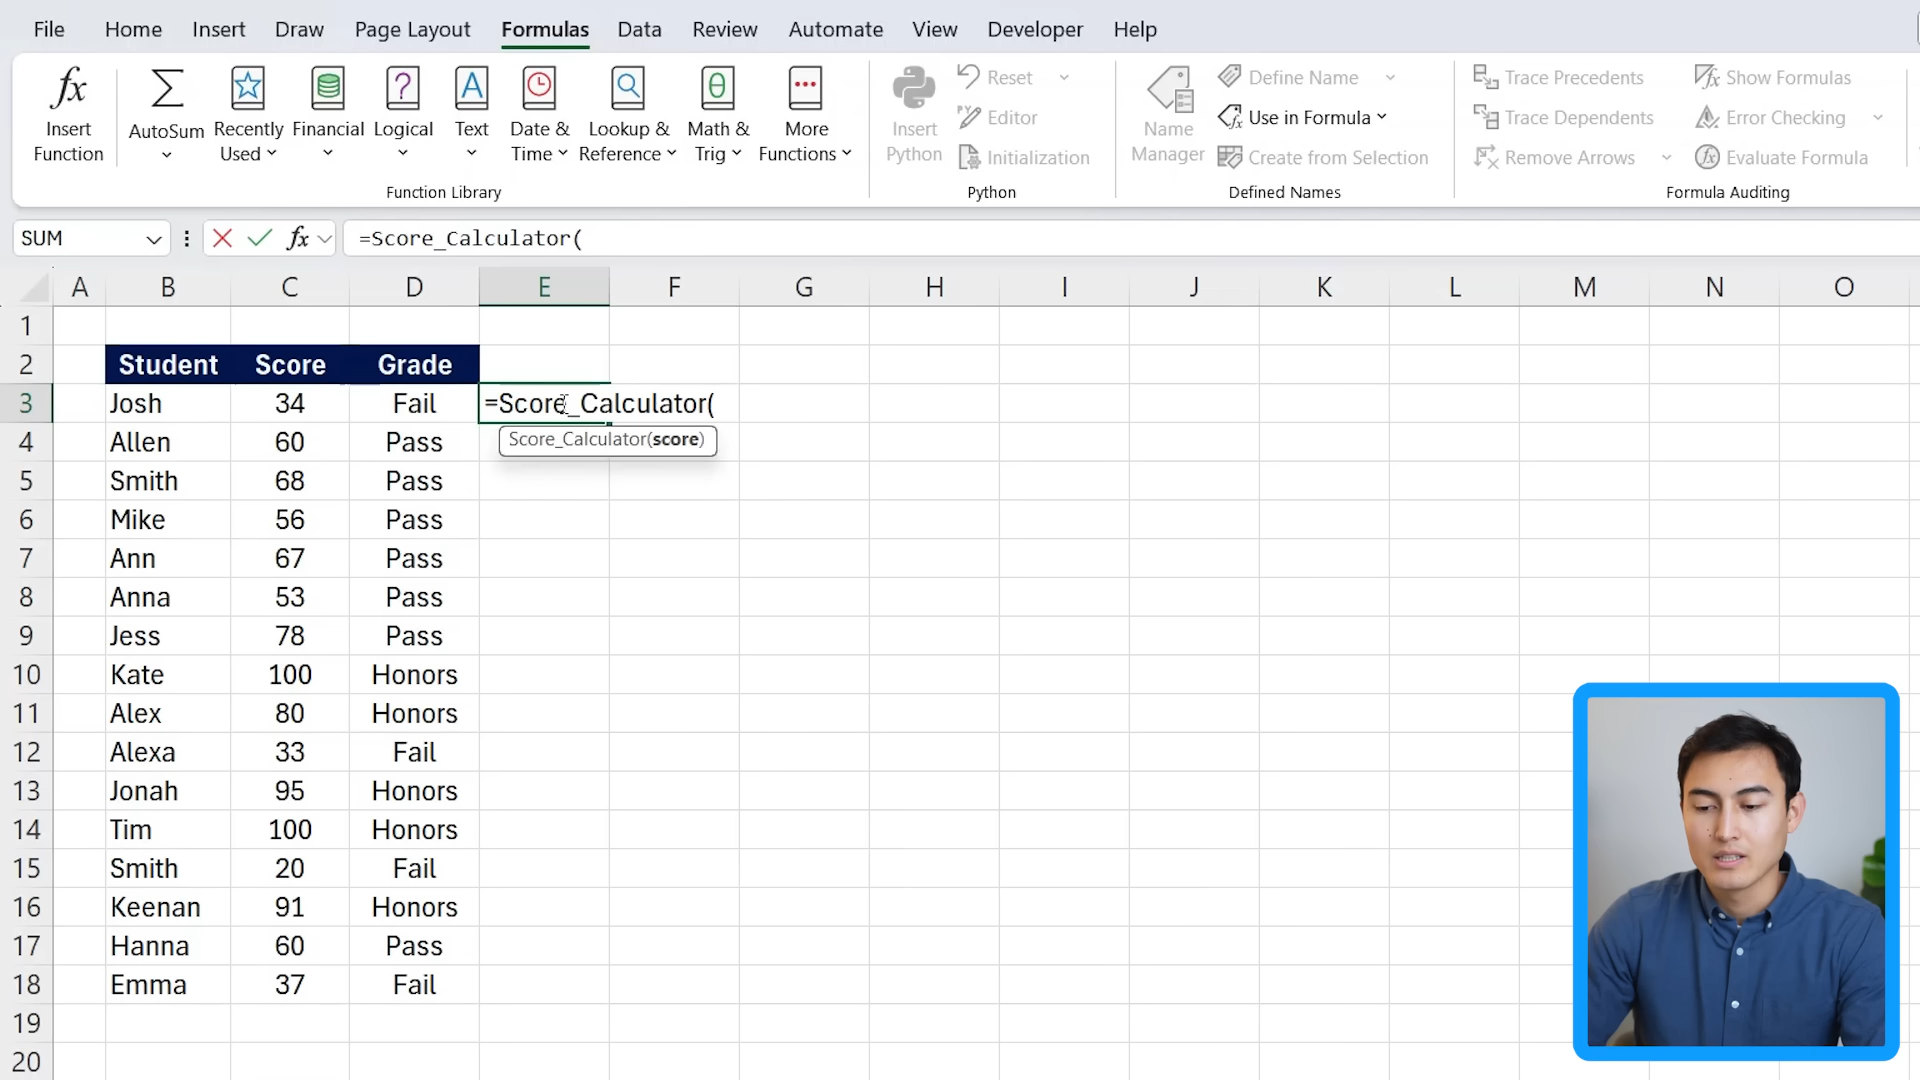 File Home Insert Draw Page Layout Formulas Data Review Automate View Developer Help
fx Insert Function
AutoSum
Recently Used
Financial
Logical
Text
Date & Time
Lookup & Reference
Math & Trig
More Functions
Function Library
Insert Python
Reset
Editor
Initialization
Python
Name Manager
Define Name
Use in Formula
Create from Selection
Defined Names
Trace Precedents
Trace Dependents
Remove Arrows
Show Formulas
Error Checking
Evaluate Formula
Formula Auditing
SUM fx =Score_Calculator(
A B C D E F G H I J K L M N O
1
2 Student Score Grade
3 Josh 34 Fail =Score_Calculator(
Score_Calculator(score)
4 Allen 60 Pass
5 Smith 68 Pass
6 Mike 56 Pass
7 Ann 67 Pass
8 Anna 53 Pass
9 Jess 78 Pass
10 Kate 100 Honors
11 Alex 80 Honors
12 Alexa 33 Fail
13 Jonah 95 Honors
14 Tim 100 Honors
15 Smith 20 Fail
16 Keenan 91 Honors
17 Hanna 60 Pass
18 Emma 37 Fail
19
20